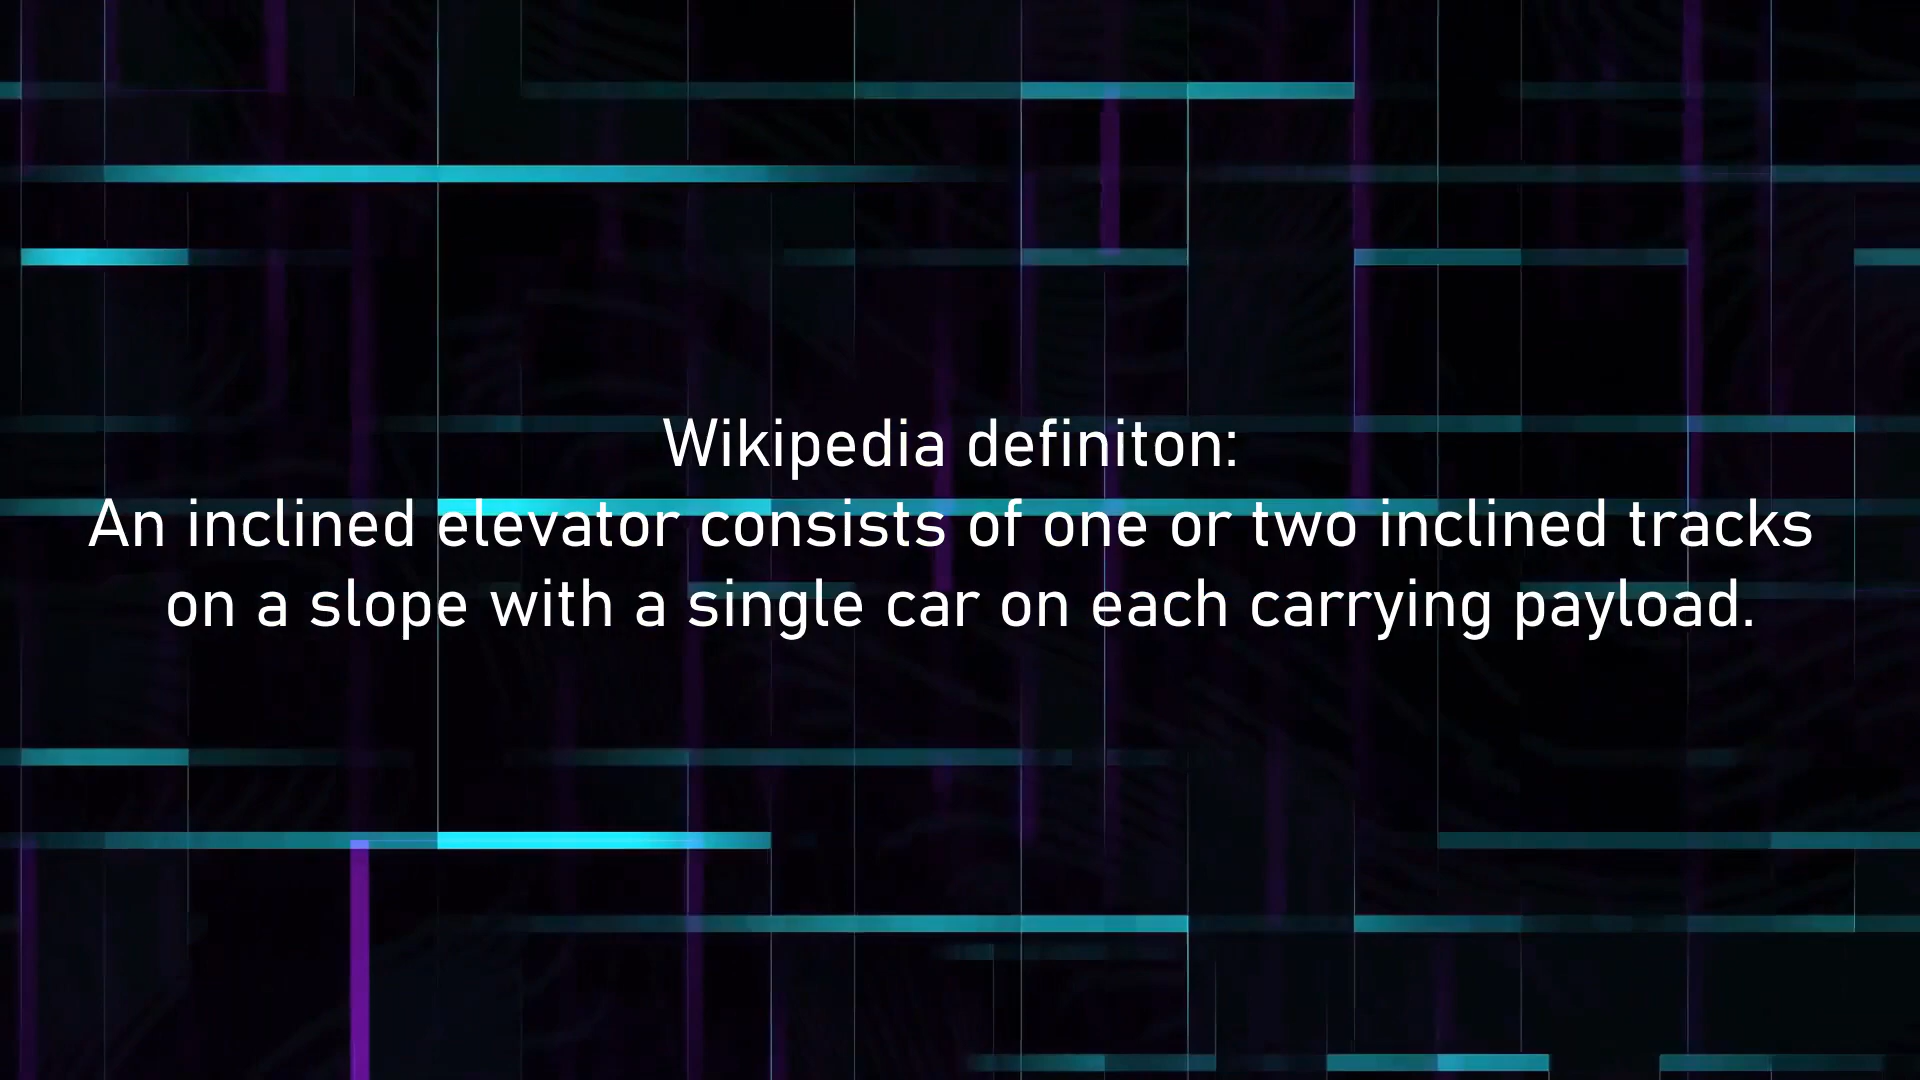 Wikipedia definiton:
An inclined elevator consists of one or two inclined tracks
on a slope with a single car on each carrying payload.